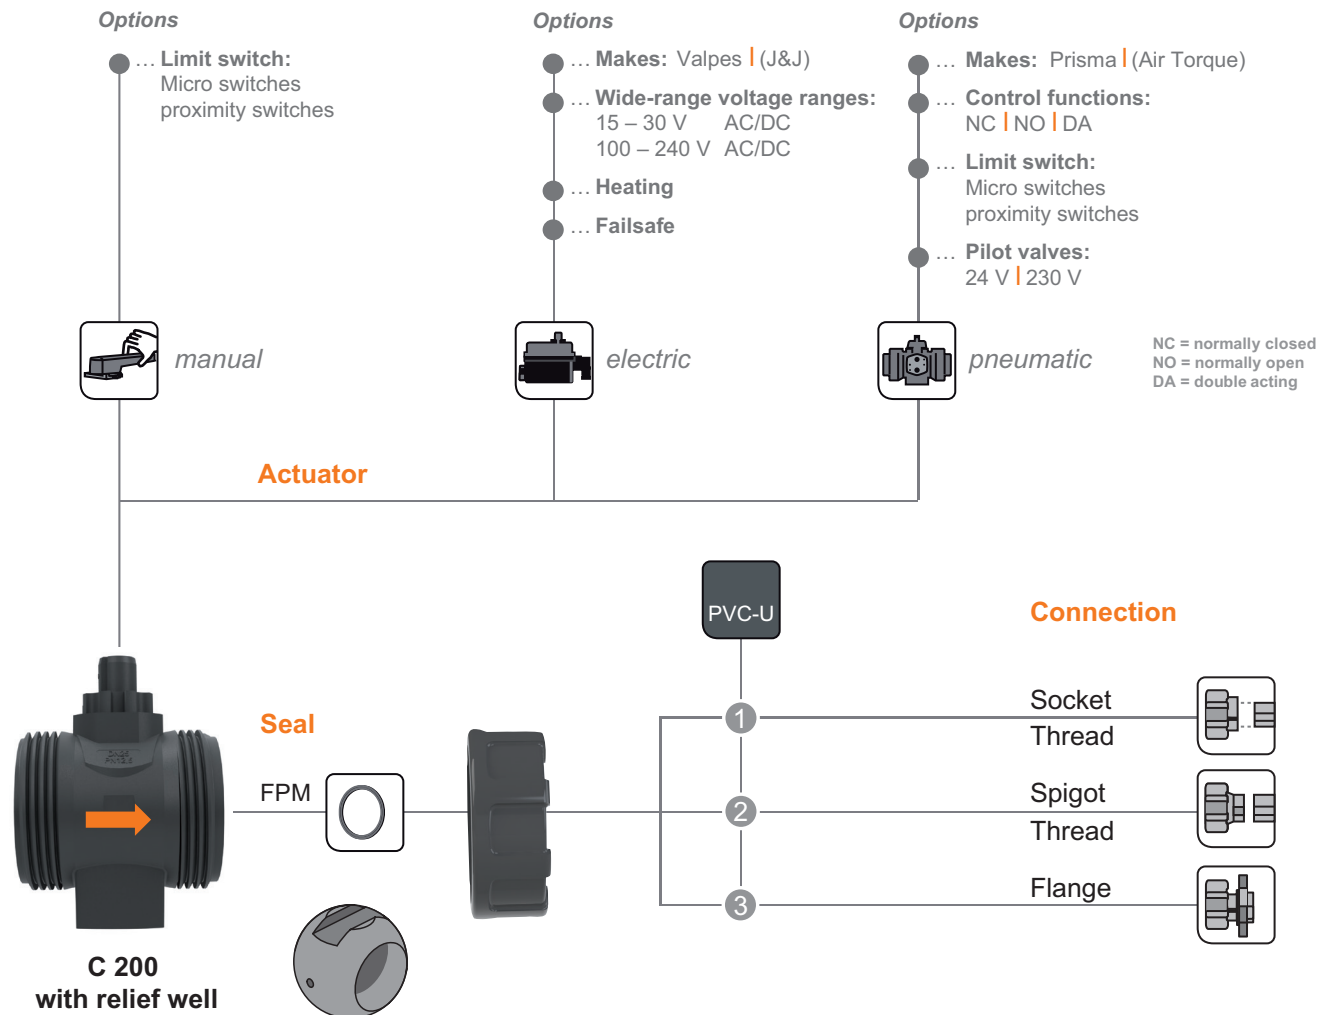 Options
... Limit switch:
Micro switches
proximity switches
Options
... Makes: Valpes | (J&J)
... Wide-range voltage ranges:
15 – 30 V AC/DC
100 – 240 V AC/DC
... Heating
... Failsafe
Options
... Makes: Prisma | (Air Torque)
... Control functions:
NC | NO | DA
... Limit switch:
Micro switches
proximity switches
... Pilot valves:
24 V | 230 V
manual
electric
pneumatic
NC = normally closed
NO = normally open
DA = double acting
Actuator
PVC-U
Connection
Seal
FPM
1
Socket
Thread
2
Spigot
Thread
3
Flange
C 200
with relief well